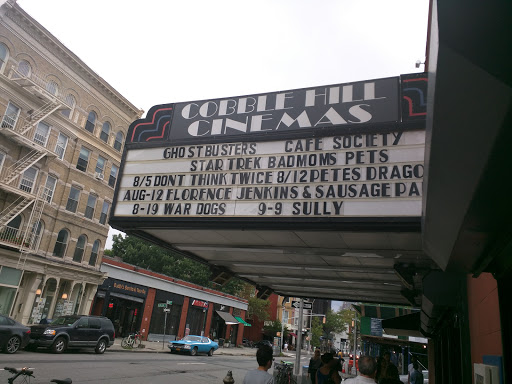 COBBLE HILL
CINEMAS
GHOSTBUSTERS CAFE SOCIETY
STAR TREK BADMOMS PETS
8/5 DONT THINK TWICE 8/12 PETES DRAGO
AUG-12 FLORENCE JENKINS & SAUSAGE PA
8-19 WAR DOGS 9-9 SULLY